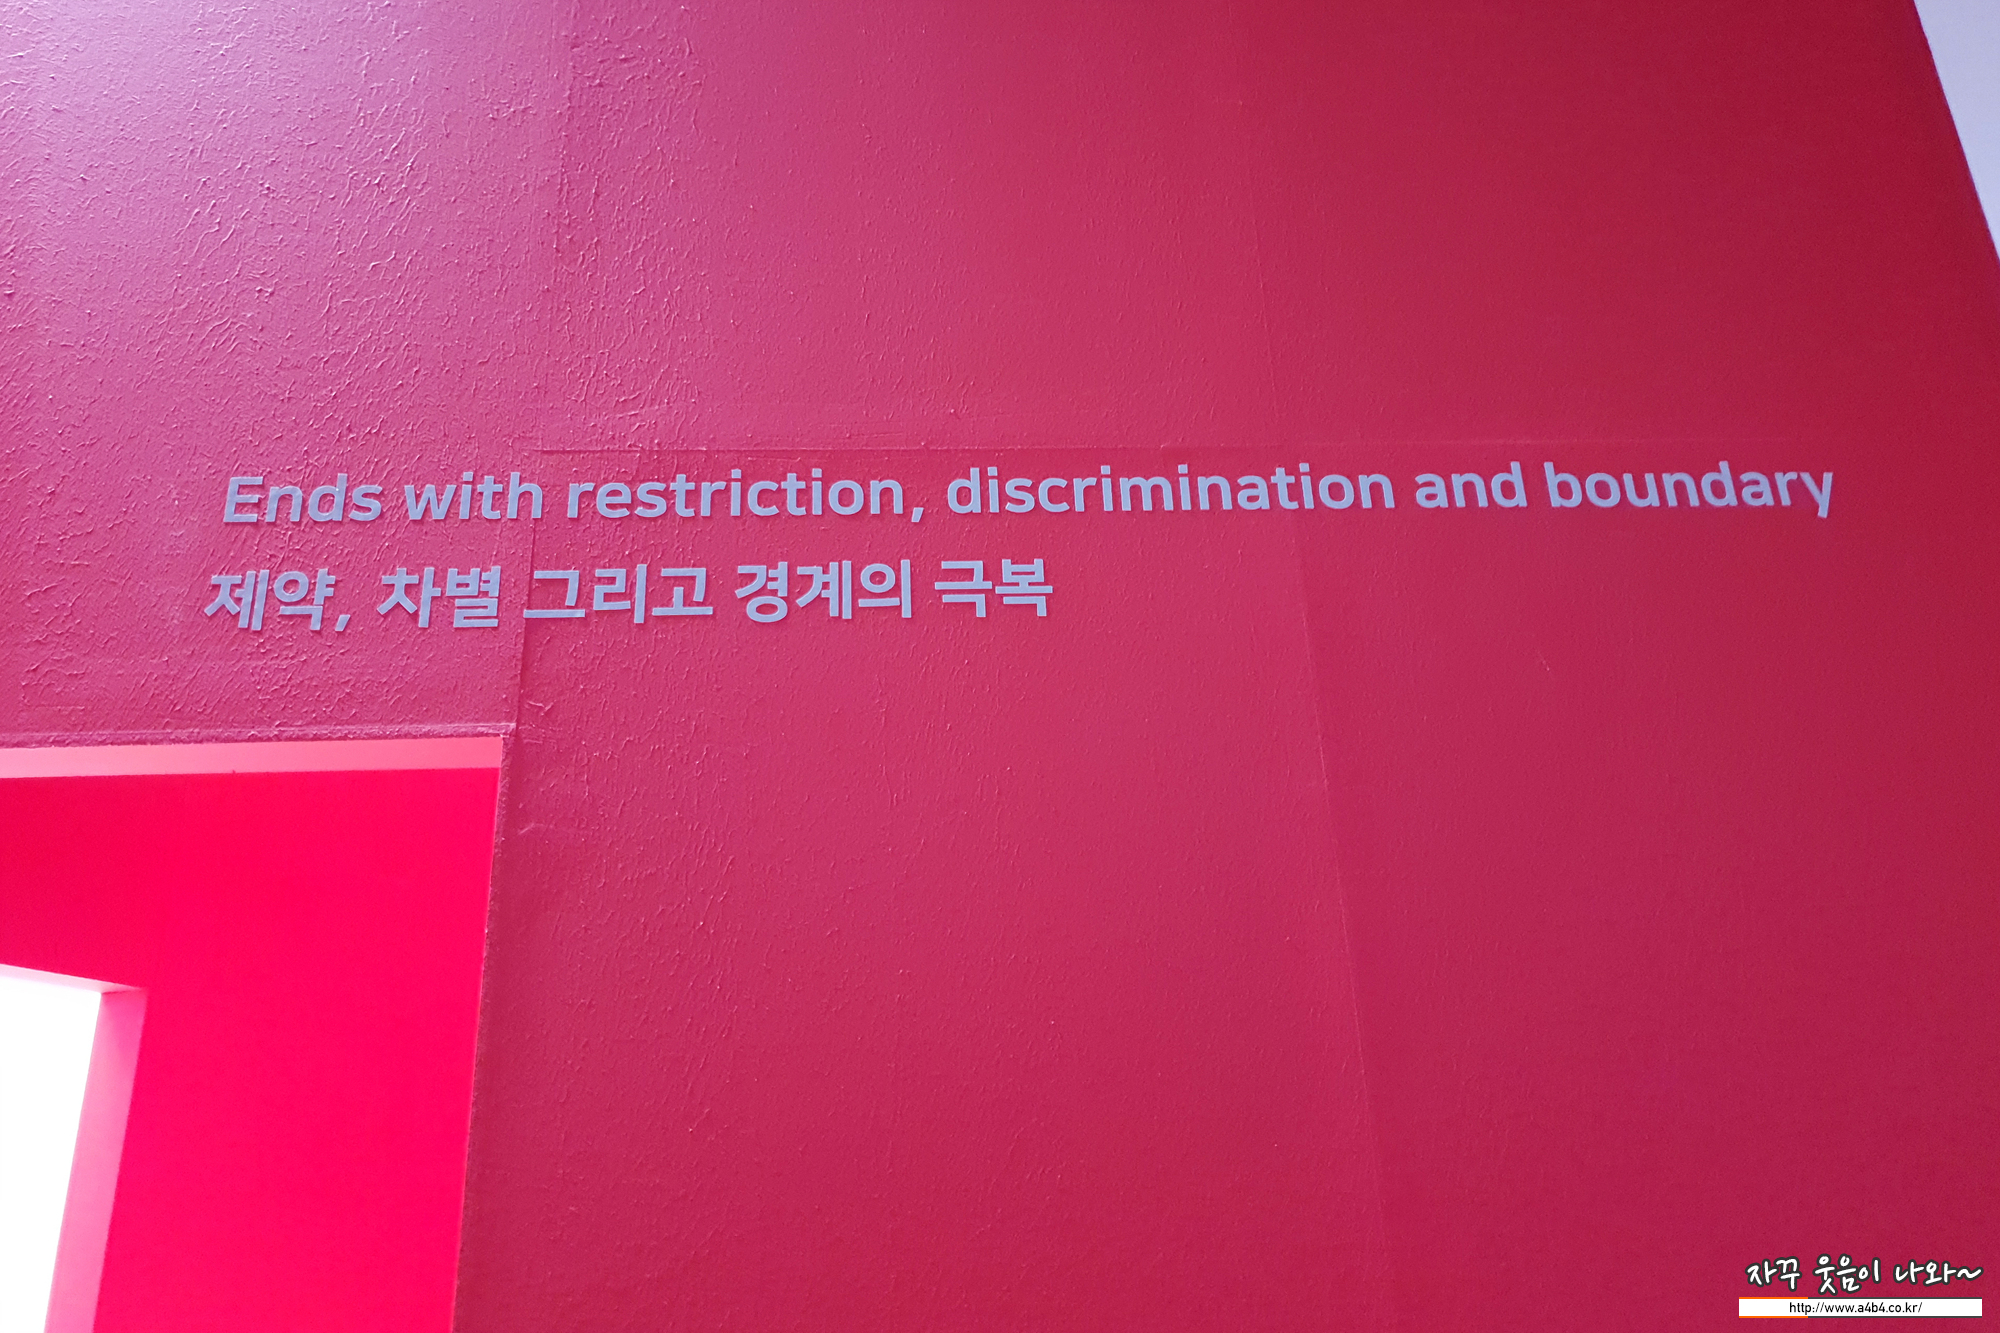 Ends with restriction, discrimination and boundary
제약, 차별 그리고 경계의 극복
자꾸 웃음이 나와~
http://www.a4b4.co.kr/